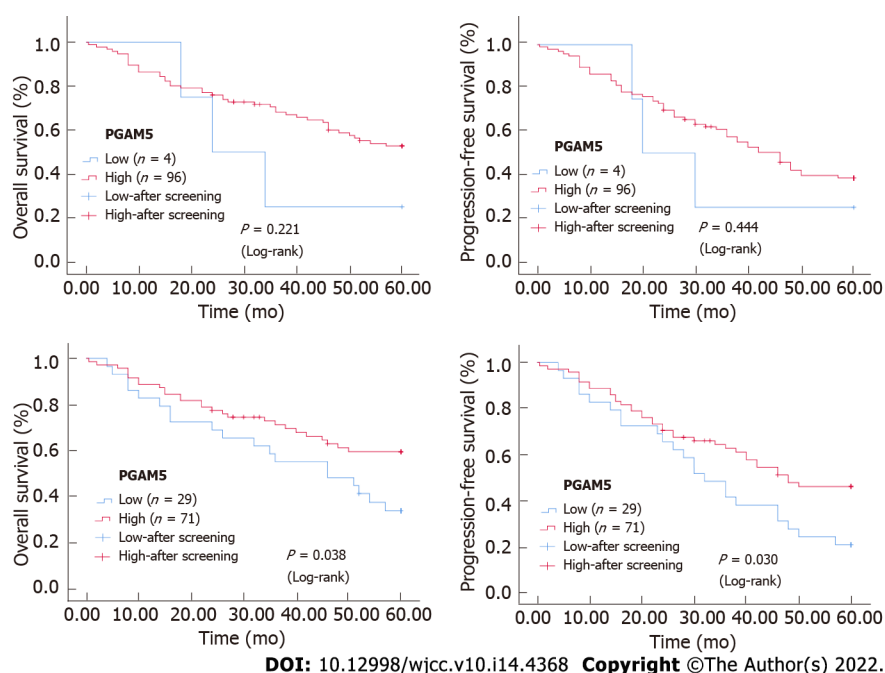 Overall survival (%)
1.0
0.8
0.6
0.4
0.2
0.0
PGAM5
Low (n = 4)
High (n = 96)
Low-after screening
High-after screening
P = 0.221
(Log-rank)
0.00 10.00 20.00 30.00 40.00 50.00 60.00
Time (mo)
Progression-free survival (%)
1.0
0.8
0.6
0.4
0.2
0.0
PGAM5
Low (n = 4)
High (n = 96)
Low-after screening
High-after screening
P = 0.444
(Log-rank)
0.00 10.00 20.00 30.00 40.00 50.00 60.00
Time (mo)
Overall survival (%)
1.0
0.8
0.6
0.4
0.2
0.0
PGAM5
Low (n = 29)
High (n = 71)
Low-after screening
High-after screening
P = 0.038
(Log-rank)
0.00 10.00 20.00 30.00 40.00 50.00 60.00
Time (mo)
Progression-free survival (%)
1.0
0.8
0.6
0.4
0.2
0.0
PGAM5
Low (n = 29)
High (n = 71)
Low-after screening
High-after screening
P = 0.030
(Log-rank)
0.00 10.00 20.00 30.00 40.00 50.00 60.00
Time (mo)
DOI: 10.12998/wjcc.v10.i14.4368 Copyright ©The Author(s) 2022.